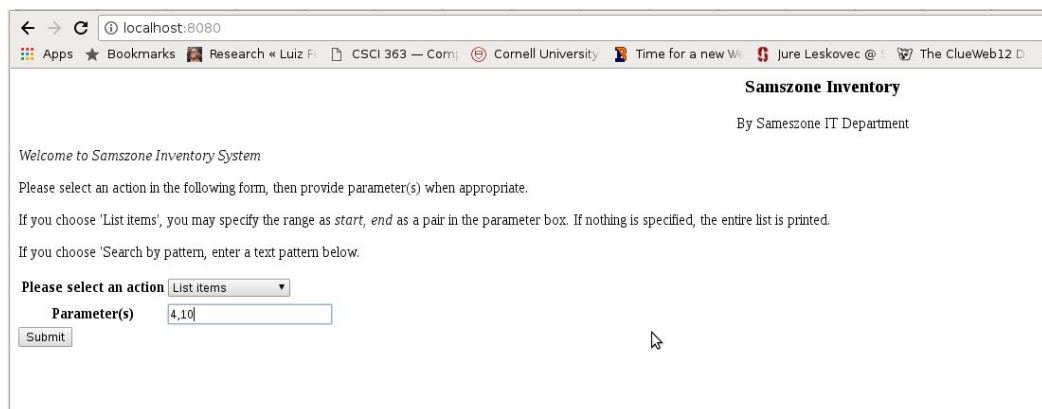 localhost:8080
Apps Bookmarks Research « Luiz F CSCI 363 — Com Cornell University Time for a new W Jure Leskovec @ S The ClueWeb12 D
Samszone Inventory
By Sameszone IT Department
Welcome to Samszone Inventory System
Please select an action in the following form, then provide parameter(s) when appropriate.
If you choose 'List items', you may specify the range as start, end as a pair in the parameter box. If nothing is specified, the entire list is printed.
If you choose 'Search by pattern, enter a text pattern below.
Please select an action List items
Parameter(s) 4,10
Submit